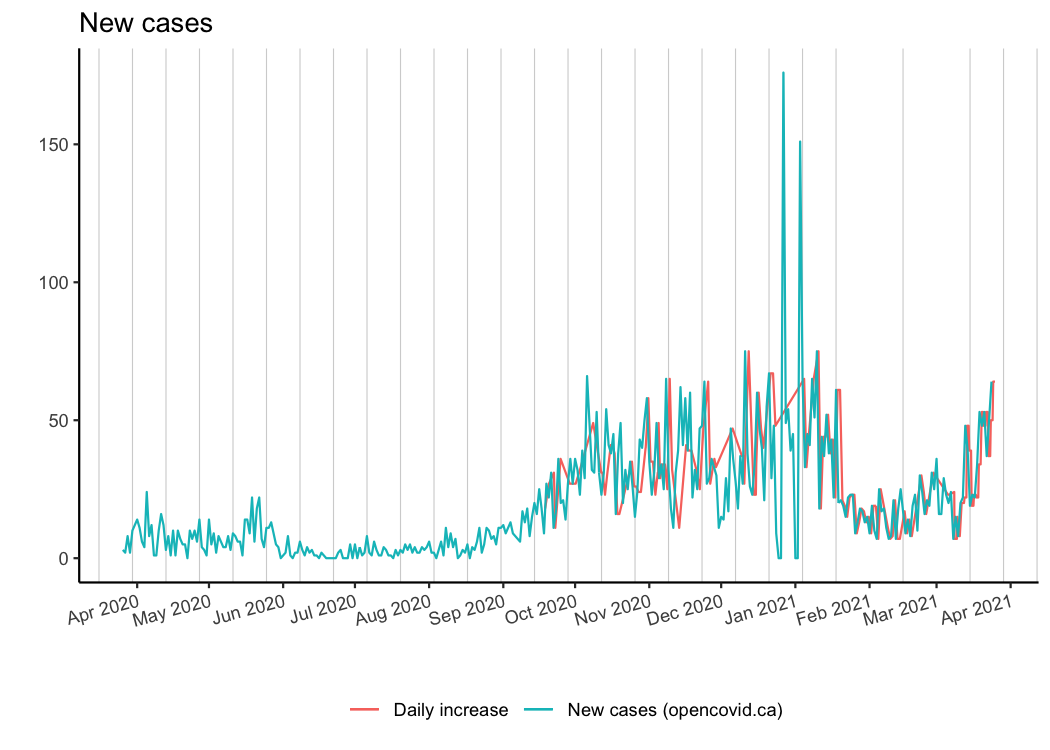 New cases
150
100
50
0
Apr 2020 May 2020 Jun 2020 Jul 2020 Aug 2020 Sep 2020 Oct 2020 Nov 2020 Dec 2020 Jan 2021 Feb 2021 Mar 2021 Apr 2021
Daily increase New cases (opencovid.ca)